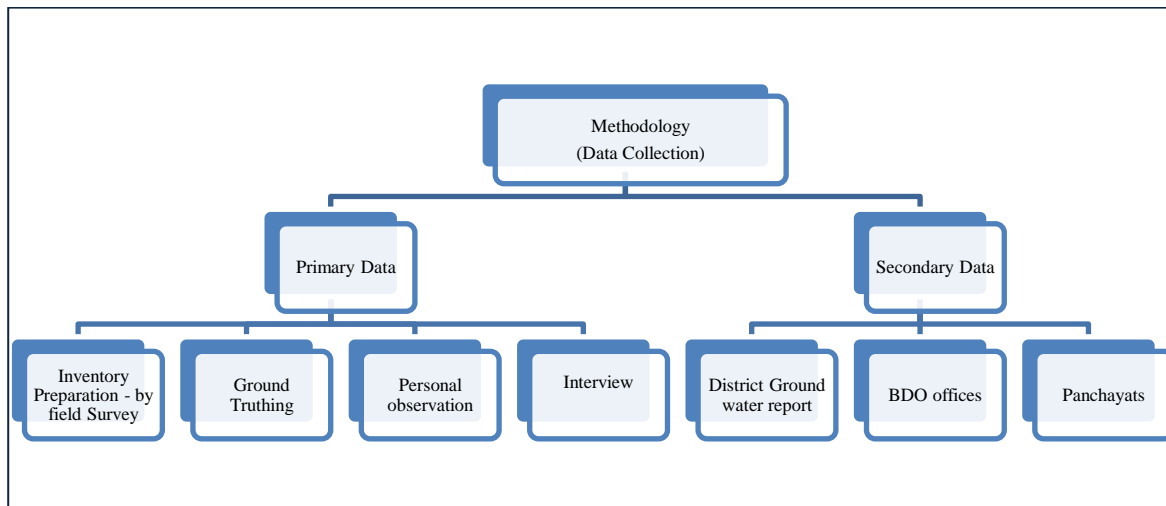 Methodology
(Data Collection)
Primary Data
Secondary Data
Inventory
Preparation - by
field Survey
Ground
Truthing
Personal
observation
Interview
District Ground
water report
BDO offices
Panchayats